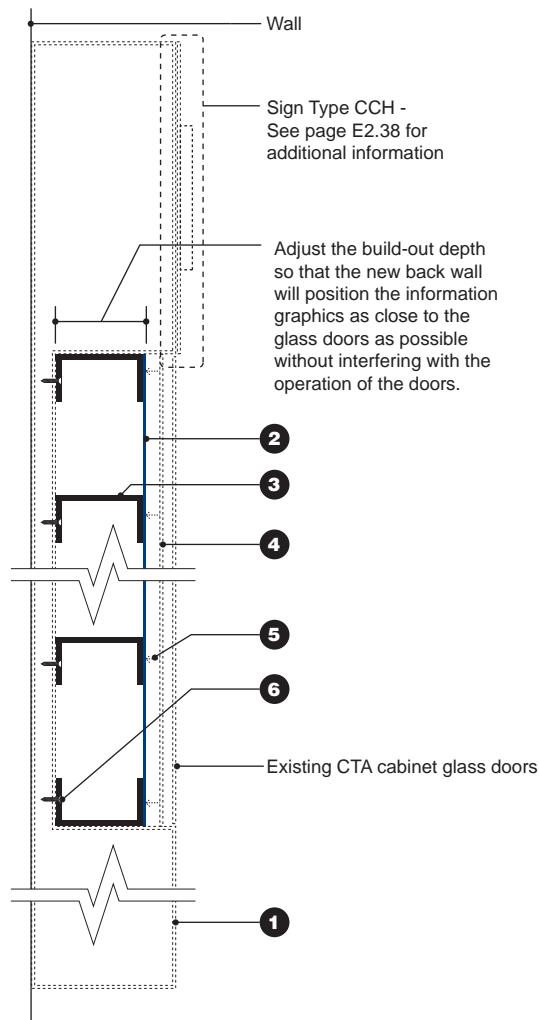 Wall
Sign Type CCH -
See page E2.38 for
additional information
Adjust the build-out depth
so that the new back wall
will position the information
graphics as close to the
glass doors as possible
without interfering with the
operation of the doors.
2
3
4
5
6
Existing CTA cabinet glass doors
1